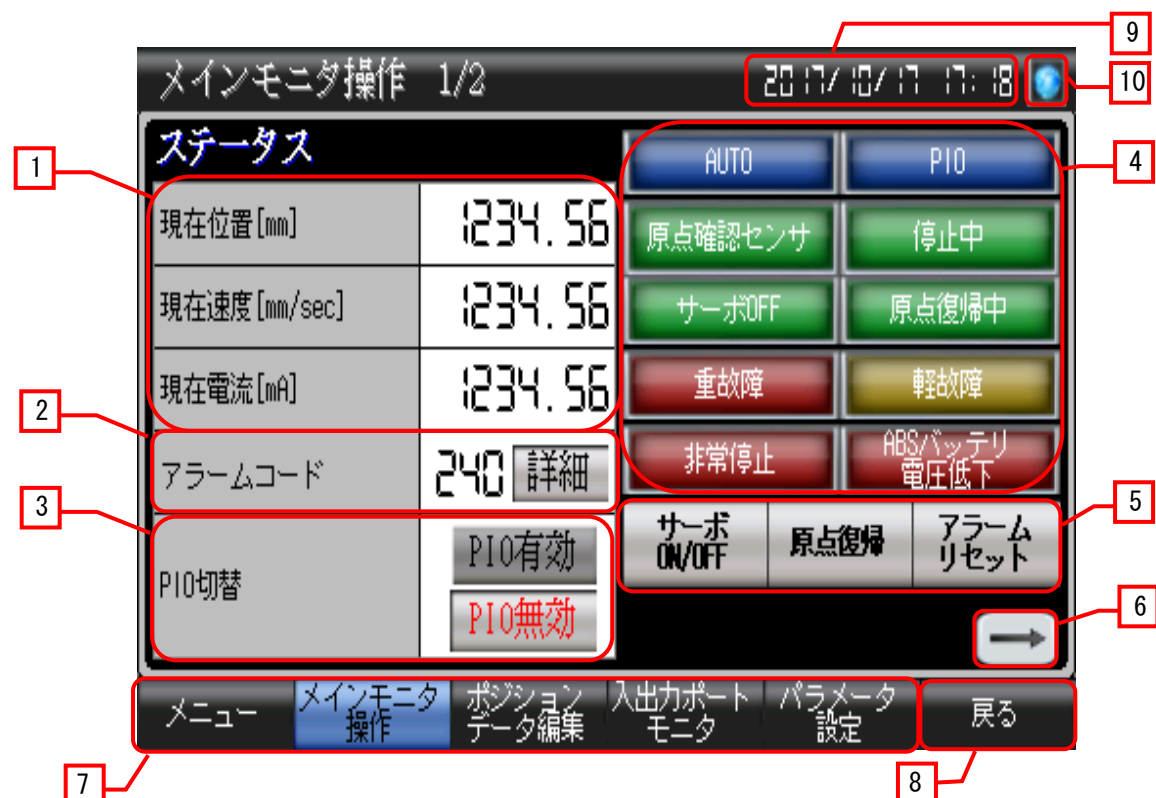 9
メインモニタ操作 1/2
2017/10/17 17:18
10
ステータス
1
現在位置[mm]
1234.56
現在速度[mm/sec]
1234.56
現在電流[mA]
1234.56
2
アラームコード
240
詳細
3
PIO切替
PIO有効
PIO無効
AUTO
PIO
4
原点確認センサ
停止中
サーボOFF
原点復帰中
重故障
軽故障
非常停止
ABSバッテリ
電圧低下
サーボ
ON/OFF
原点復帰
アラーム
リセット
5
6
メニュー
メインモニタ
操作
ポジション
データ編集
入出力ポート
モニタ
パラメータ
設定
戻る
7
8